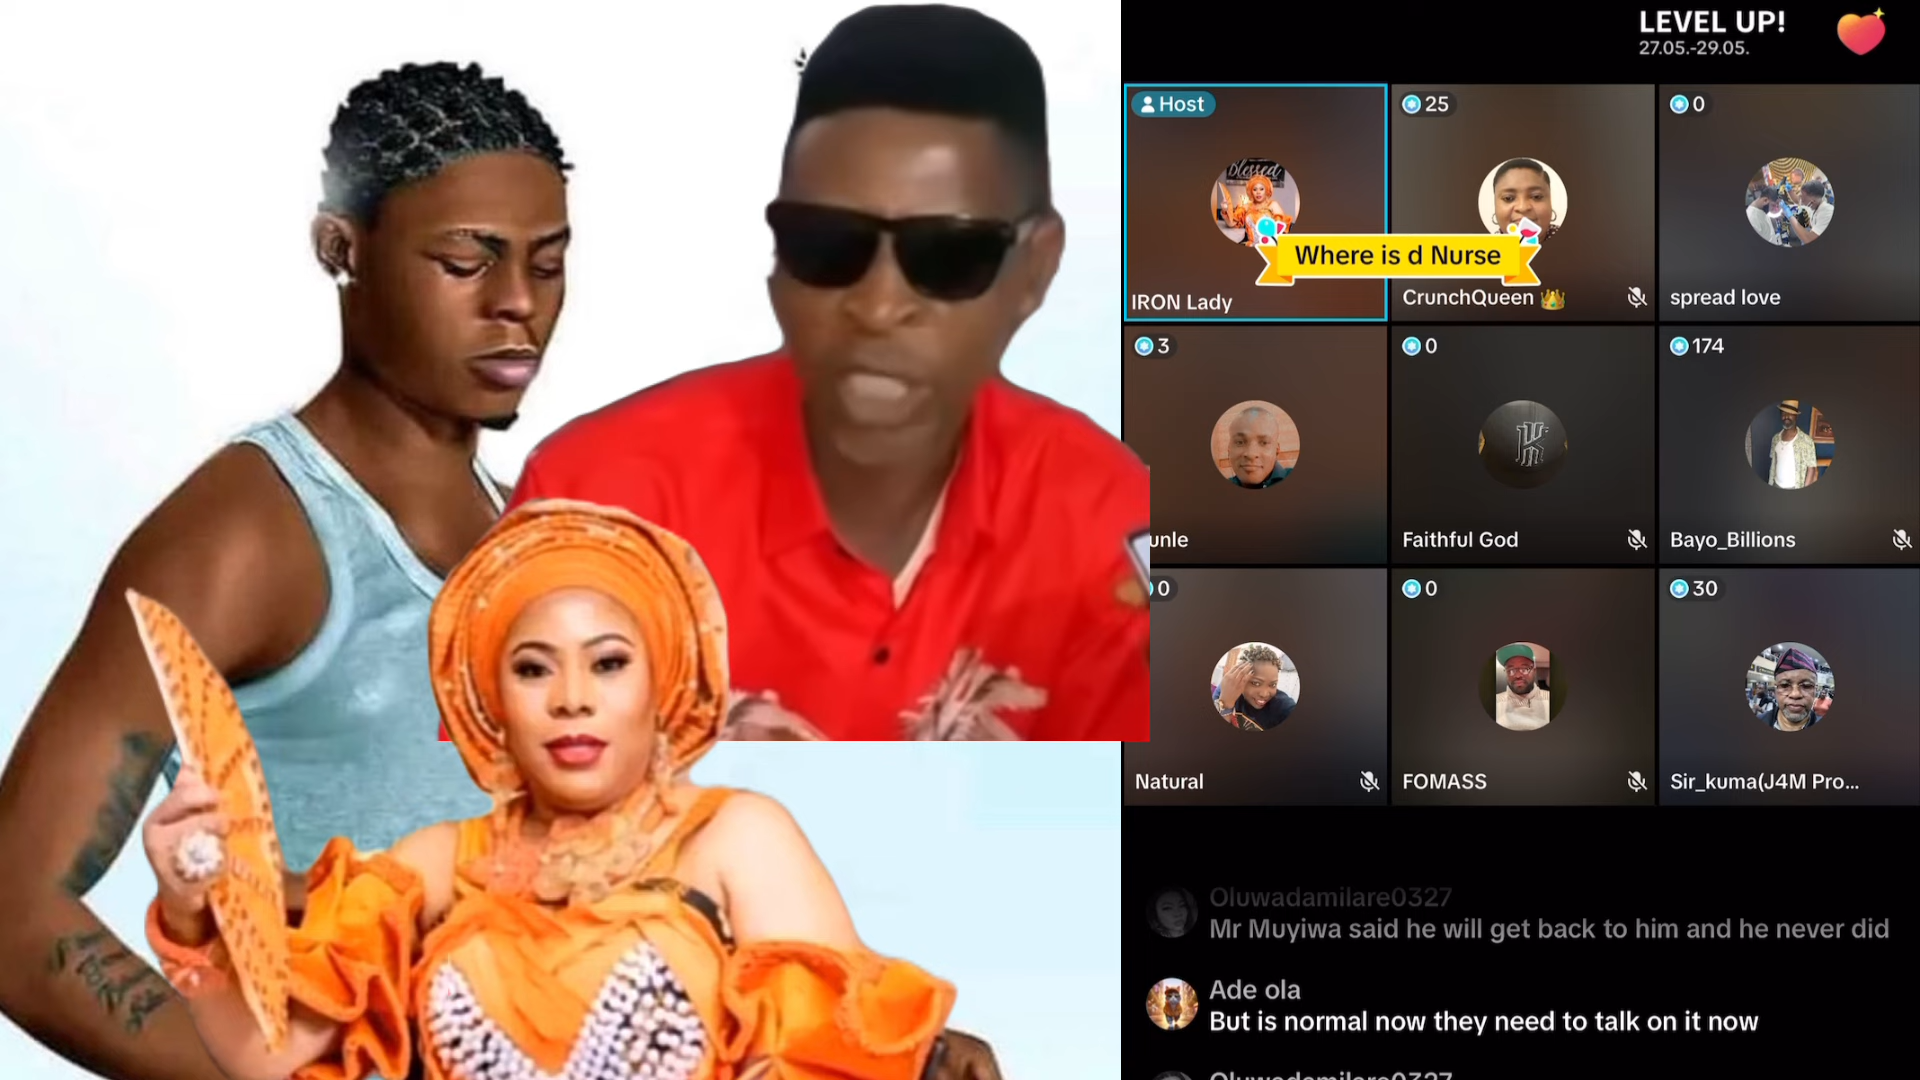 LEVEL UP!
27.05.-29.05.
Host
25
0
Blessed
Where is d Nurse
IRON Lady
CrunchQueen
spread love
3
0
174
unle
Faithful God
Bayo_Billions
0
0
30
Natural
FOMASS
Sir_kuma(J4M Pro...
Oluwadamilare0327
Mr Muyiwa said he will get back to him and he never did
Ade ola
But is normal now they need to talk on it now
Oluwadamilare0327